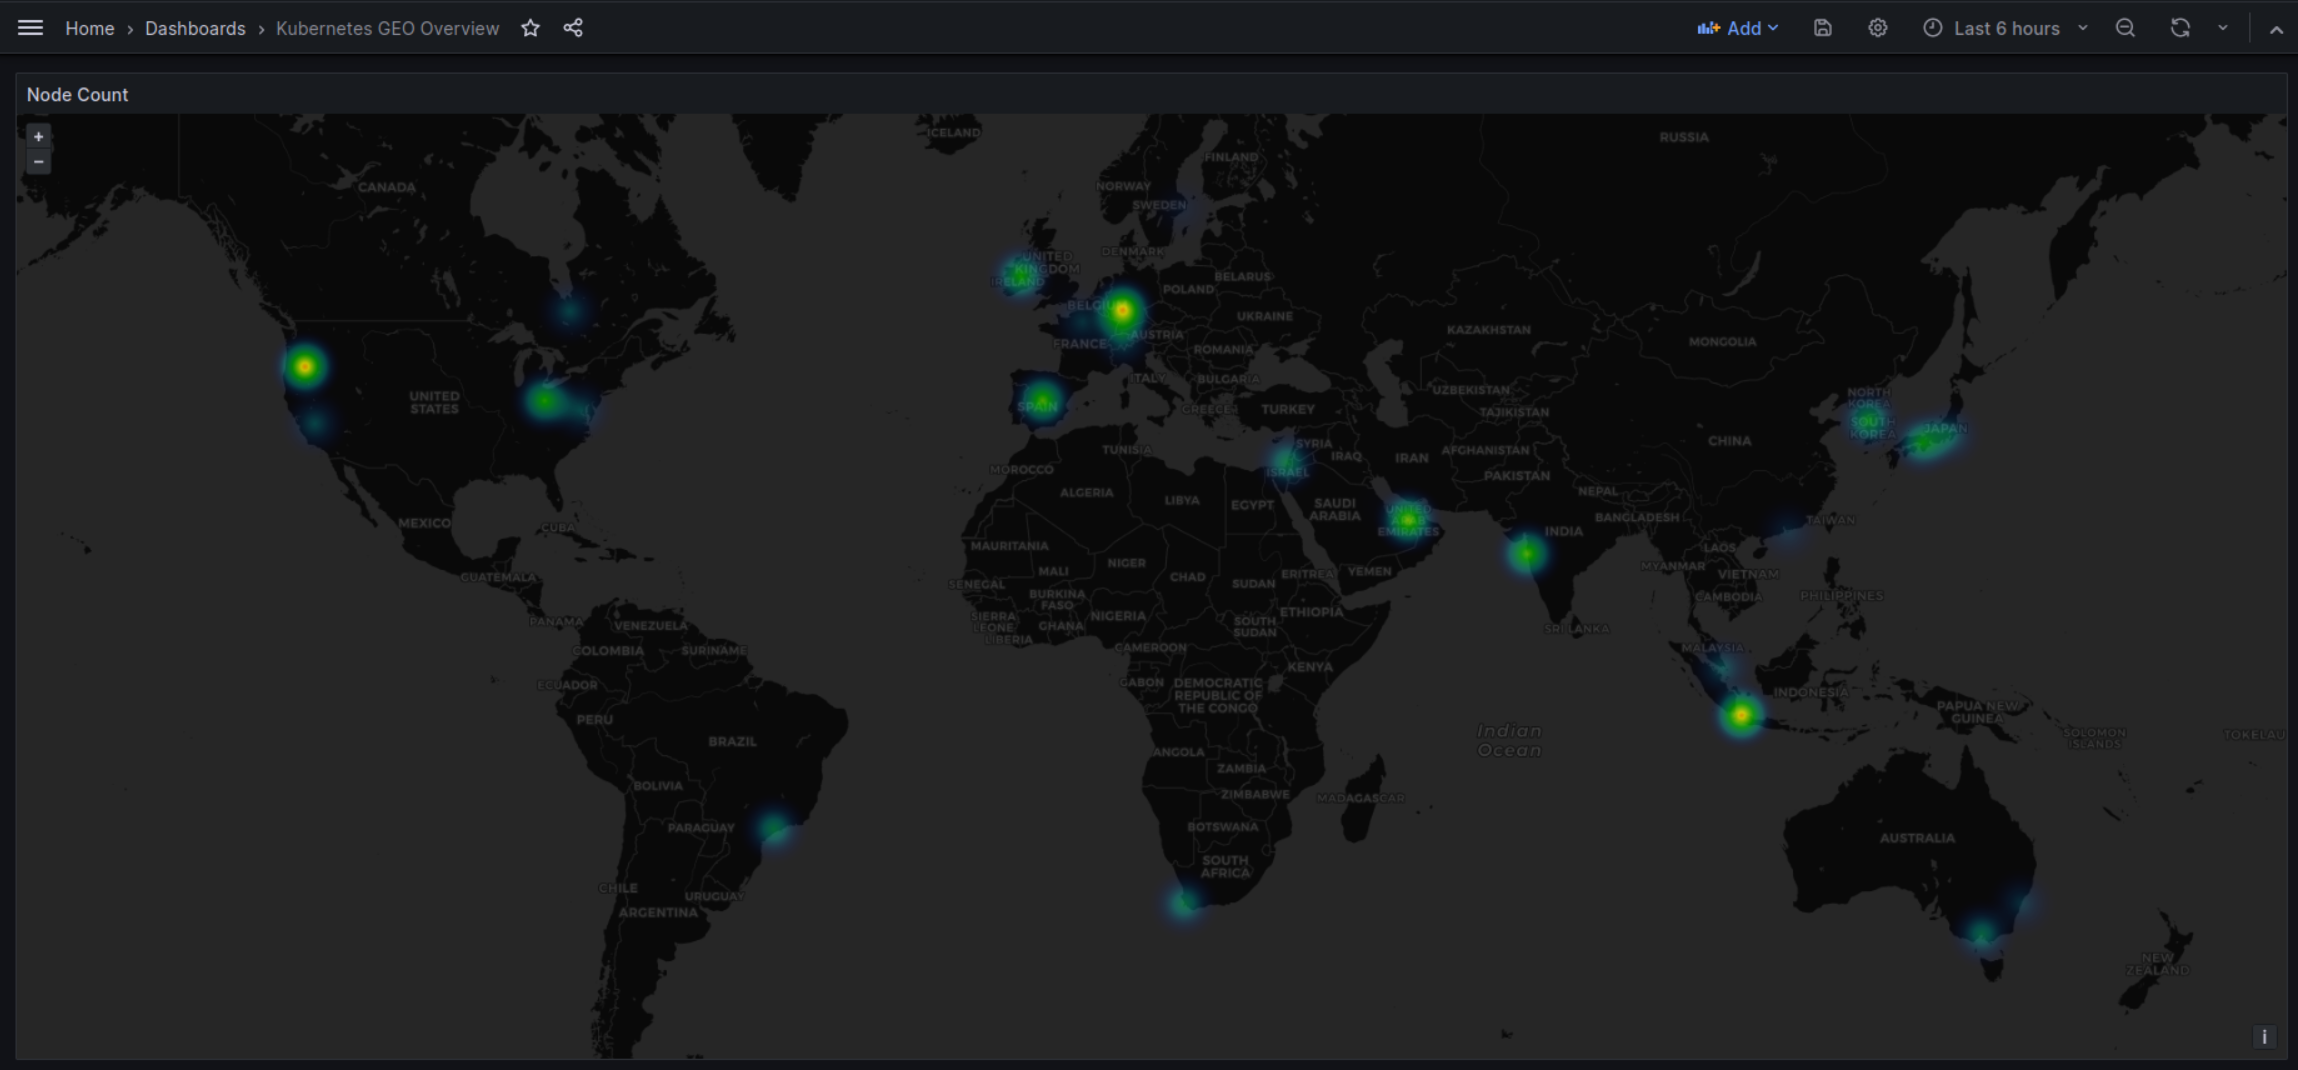 Home › Dashboards › Kubernetes GEO Overview
Add
Last 6 hours
Node Count
+
−
ICELAND
RUSSIA
FINLAND
CANADA
NORWAY
SWEDEN
DENMARK
UNITED
KINGDOM
IRELAND
BELARUS
POLAND
BELGIU
UKRAINE
AUSTRIA
FRANCE
KAZAKHSTAN
MONGOLIA
ROMANIA
ITALY
BULGARIA
UZBEKISTAN
UNITED
STATES
NORTH
KOREA
SPAIN
GREECE
TURKEY
TAJIKISTAN
SOUTH
KOREA
JAPAN
CHINA
SYRIA
TUNISIA
IRAQ
IRAN
AFGHANISTAN
MOROCCO
ISRAEL
PAKISTAN
ALGERIA
LIBYA
EGYPT
SAUDI
ARABIA
NEPAL
UNITED
ARAB
EMIRATES
BANGLADESH
TAIWAN
MEXICO
CUBA
INDIA
MAURITANIA
LAOS
NIGER
MYANMAR
VIETNAM
GUATEMALA
MALI
CHAD
SUDAN
ERITREA
YEMEN
SENEGAL
BURKINA
FASO
CAMBODIA
PHILIPPINES
SIERRA
LEONE
NIGERIA
ETHIOPIA
PANAMA
VENEZUELA
GHANA
SOUTH
SUDAN
SRI LANKA
LIBERIA
COLOMBIA
SURINAME
CAMEROON
MALAYSIA
KENYA
ECUADOR
GABON
DEMOCRATIC
REPUBLIC OF
THE CONGO
INDONESIA
PERU
PAPUA NEW
GUINEA
Indian
Ocean
SOLOMON
ISLANDS
TOKELAU
BRAZIL
ANGOLA
ZAMBIA
BOLIVIA
ZIMBABWE
MADAGASCAR
PARAGUAY
BOTSWANA
AUSTRALIA
SOUTH
AFRICA
CHILE
URUGUAY
ARGENTINA
NEW
ZEALAND
i